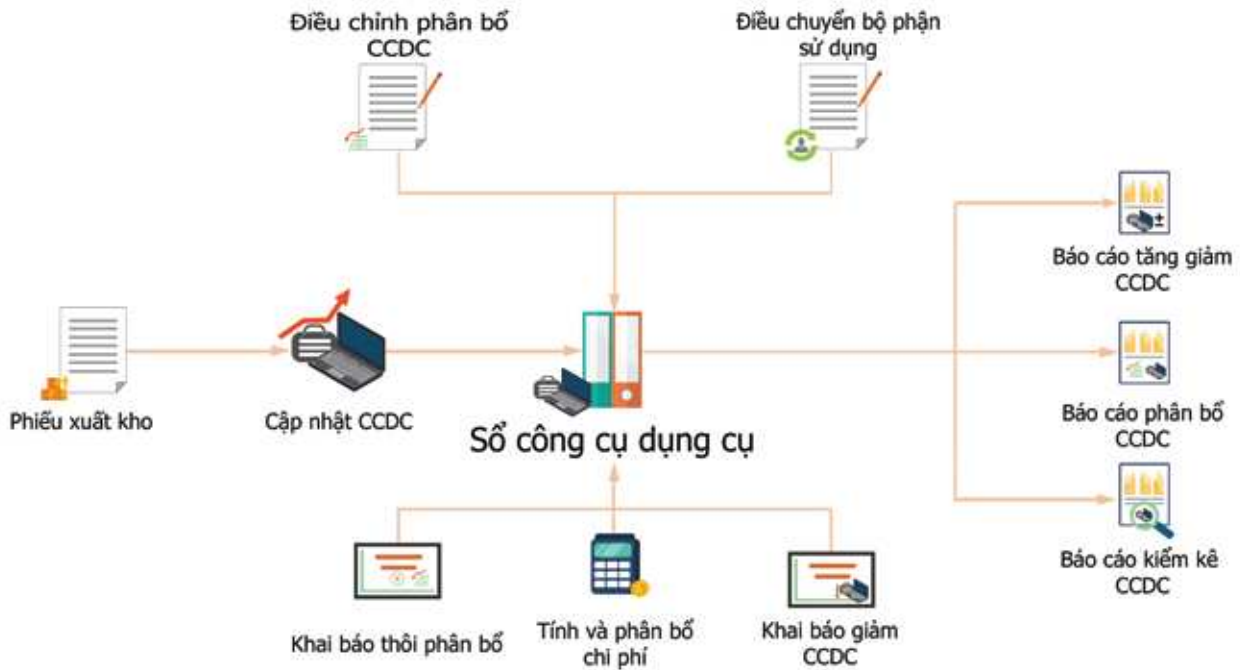 Điều chỉnh phân bổ
CCDC
Điều chuyển bộ phận
sử dụng
Báo cáo tăng giảm
CCDC
Phiếu xuất kho
Cập nhật CCDC
Sổ công cụ dụng cụ
Báo cáo phân bổ
CCDC
Khai báo thôi phân bổ
Tính và phân bổ
chi phí
Khai báo giảm
CCDC
Báo cáo kiểm kê
CCDC